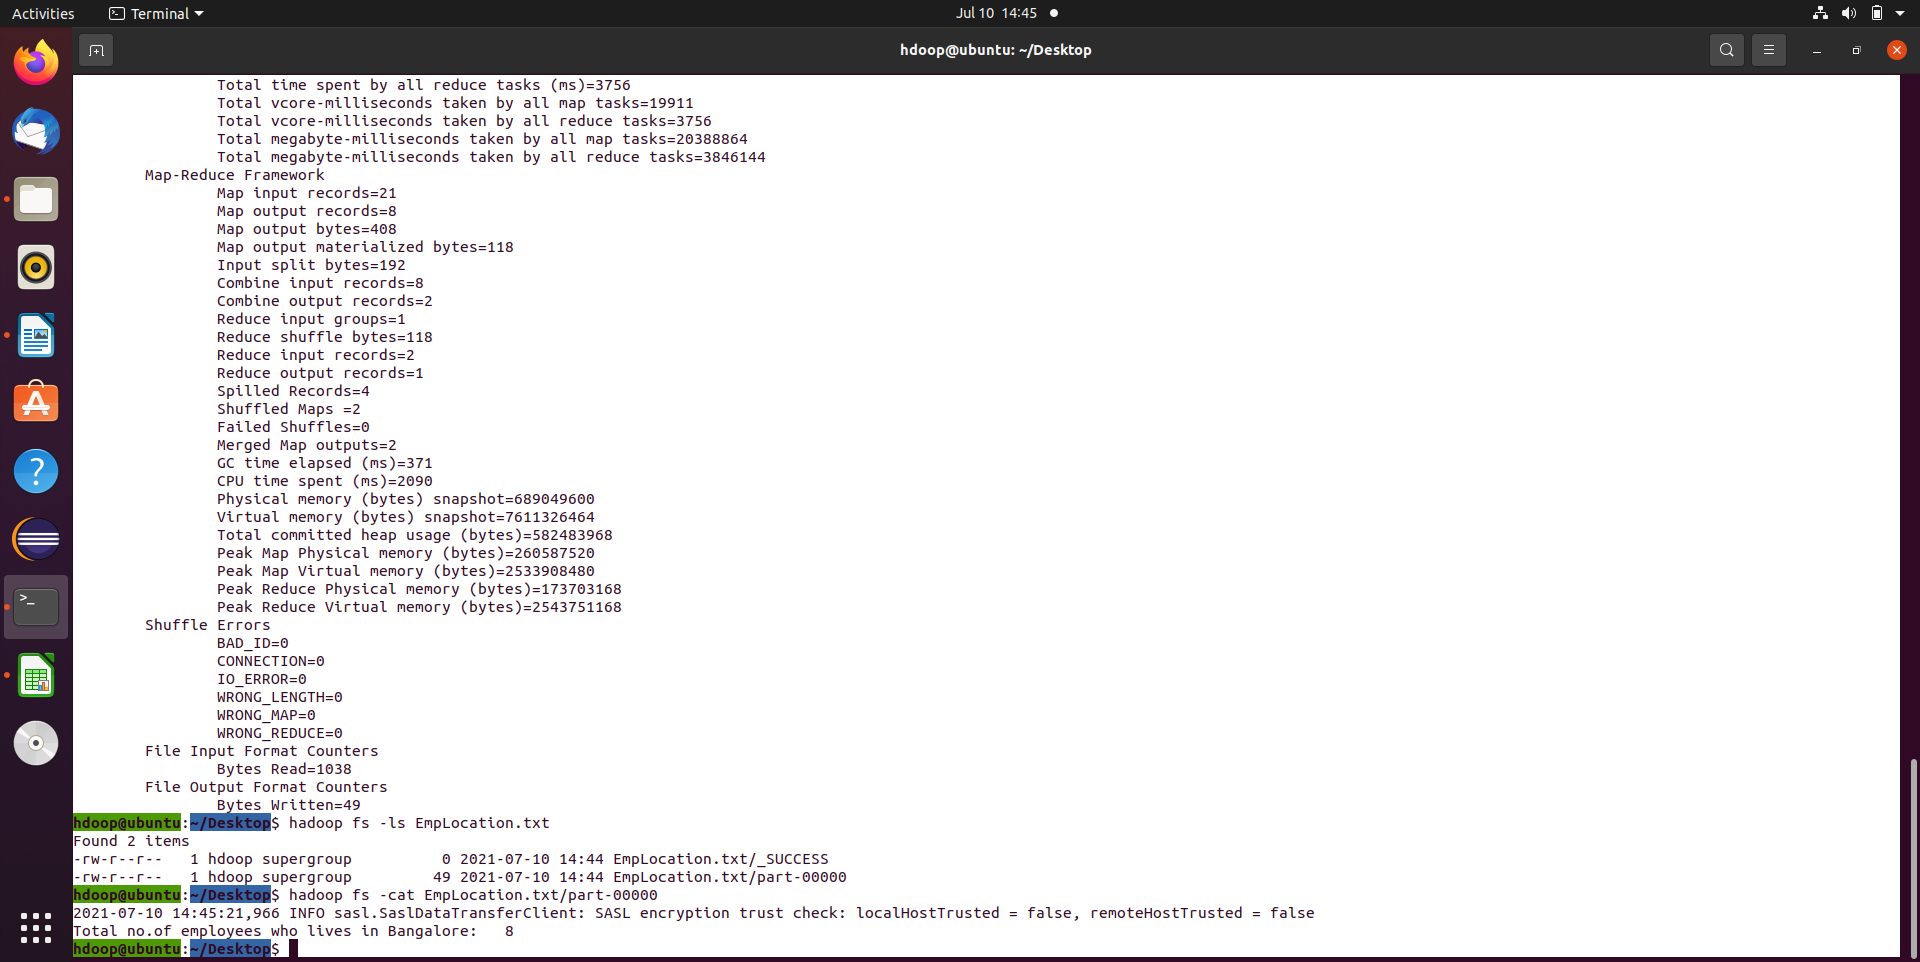 Activities Terminal Jul 10 14:45
hdoop@ubuntu: ~/Desktop
Total time spent by all reduce tasks (ms)=3756
Total vcore-milliseconds taken by all map tasks=19911
Total vcore-milliseconds taken by all reduce tasks=3756
Total megabyte-milliseconds taken by all map tasks=20388864
Total megabyte-milliseconds taken by all reduce tasks=3846144
Map-Reduce Framework
Map input records=21
Map output records=8
Map output bytes=408
Map output materialized bytes=118
Input split bytes=192
Combine input records=8
Combine output records=2
Reduce input groups=1
Reduce shuffle bytes=118
Reduce input records=2
Reduce output records=1
Spilled Records=4
Shuffled Maps =2
Failed Shuffles=0
Merged Map outputs=2
GC time elapsed (ms)=371
CPU time spent (ms)=2090
Physical memory (bytes) snapshot=689049600
Virtual memory (bytes) snapshot=7611326464
Total committed heap usage (bytes)=582483968
Peak Map Physical memory (bytes)=260587520
Peak Map Virtual memory (bytes)=2533908480
Peak Reduce Physical memory (bytes)=173703168
Peak Reduce Virtual memory (bytes)=2543751168
Shuffle Errors
BAD_ID=0
CONNECTION=0
IO_ERROR=0
WRONG_LENGTH=0
WRONG_MAP=0
WRONG_REDUCE=0
File Input Format Counters
Bytes Read=1038
File Output Format Counters
Bytes Written=49
hdoop@ubuntu:~/Desktop$ hadoop fs -ls EmpLocation.txt
Found 2 items
-rw-r--r--   1 hdoop supergroup          0 2021-07-10 14:44 EmpLocation.txt/_SUCCESS
-rw-r--r--   1 hdoop supergroup         49 2021-07-10 14:44 EmpLocation.txt/part-00000
hdoop@ubuntu:~/Desktop$ hadoop fs -cat EmpLocation.txt/part-00000
2021-07-10 14:45:21,966 INFO sasl.SaslDataTransferClient: SASL encryption trust check: localHostTrusted = false, remoteHostTrusted = false
Total no.of employees who lives in Bangalore:   8
hdoop@ubuntu:~/Desktop$